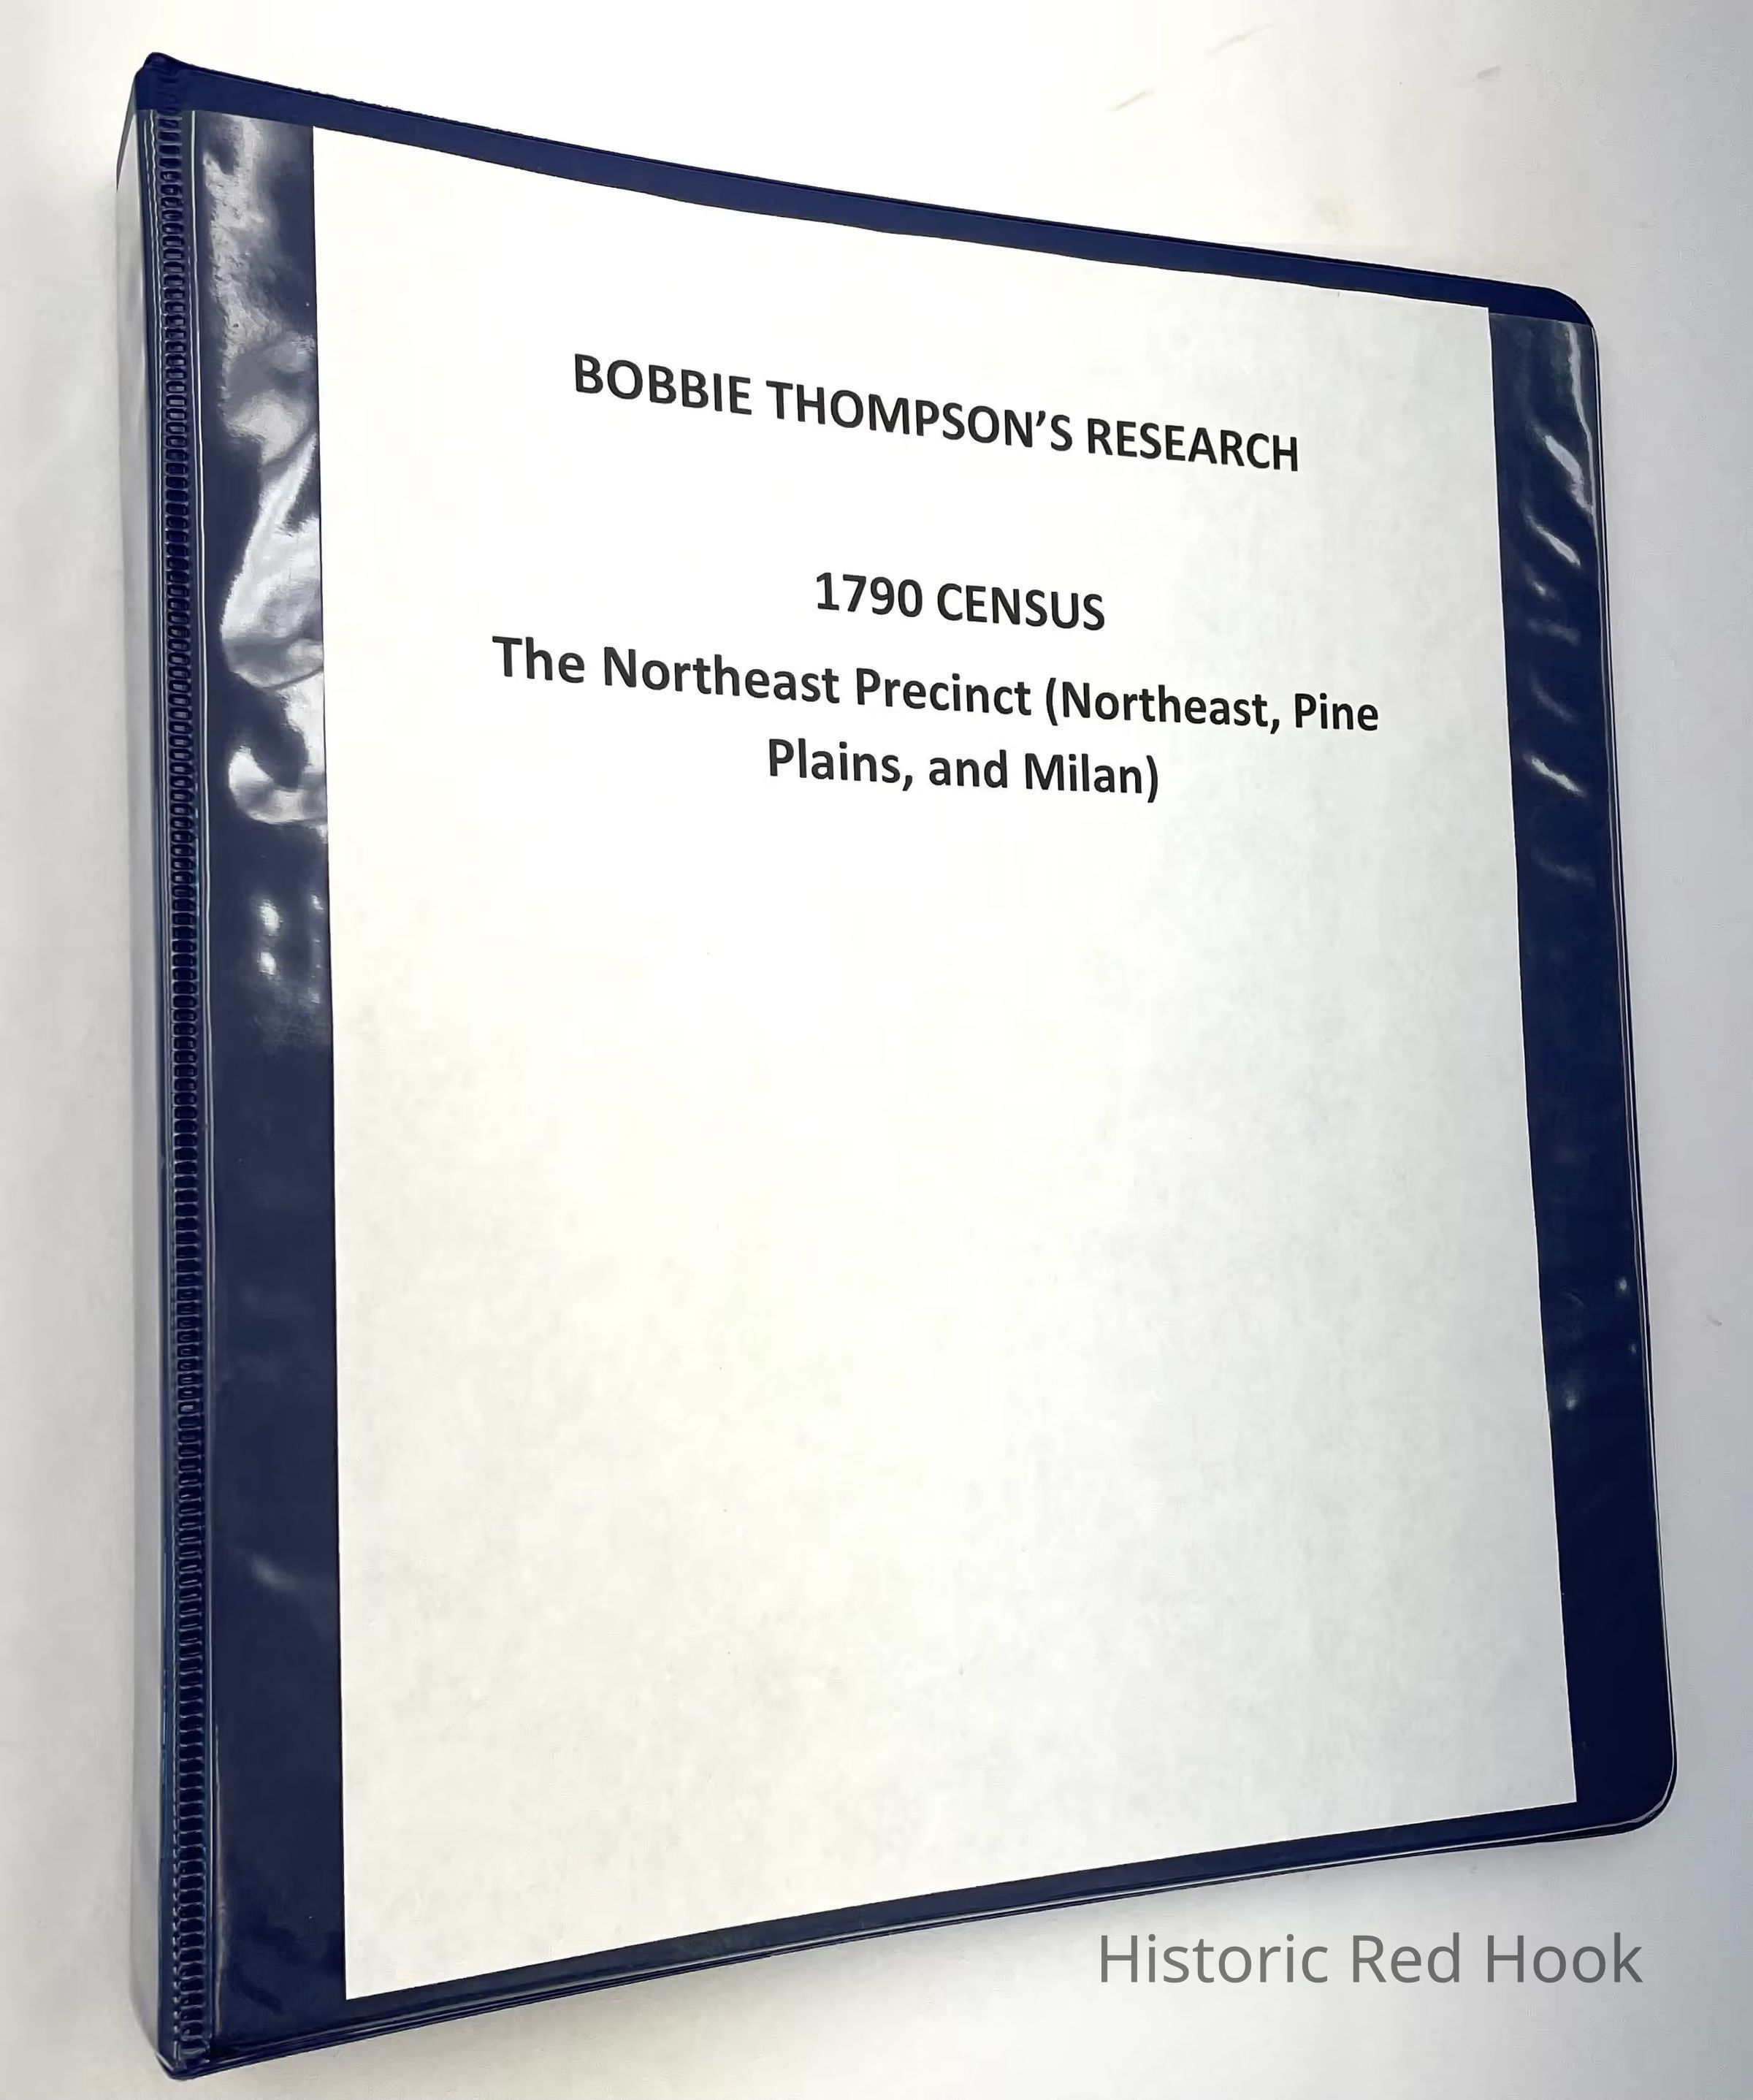 BOBBIE THOMPSON’S RESEARCH
1790 CENSUS
The Northeast Precinct (Northeast, Pine
Plains, and Milan)
Historic Red Hook